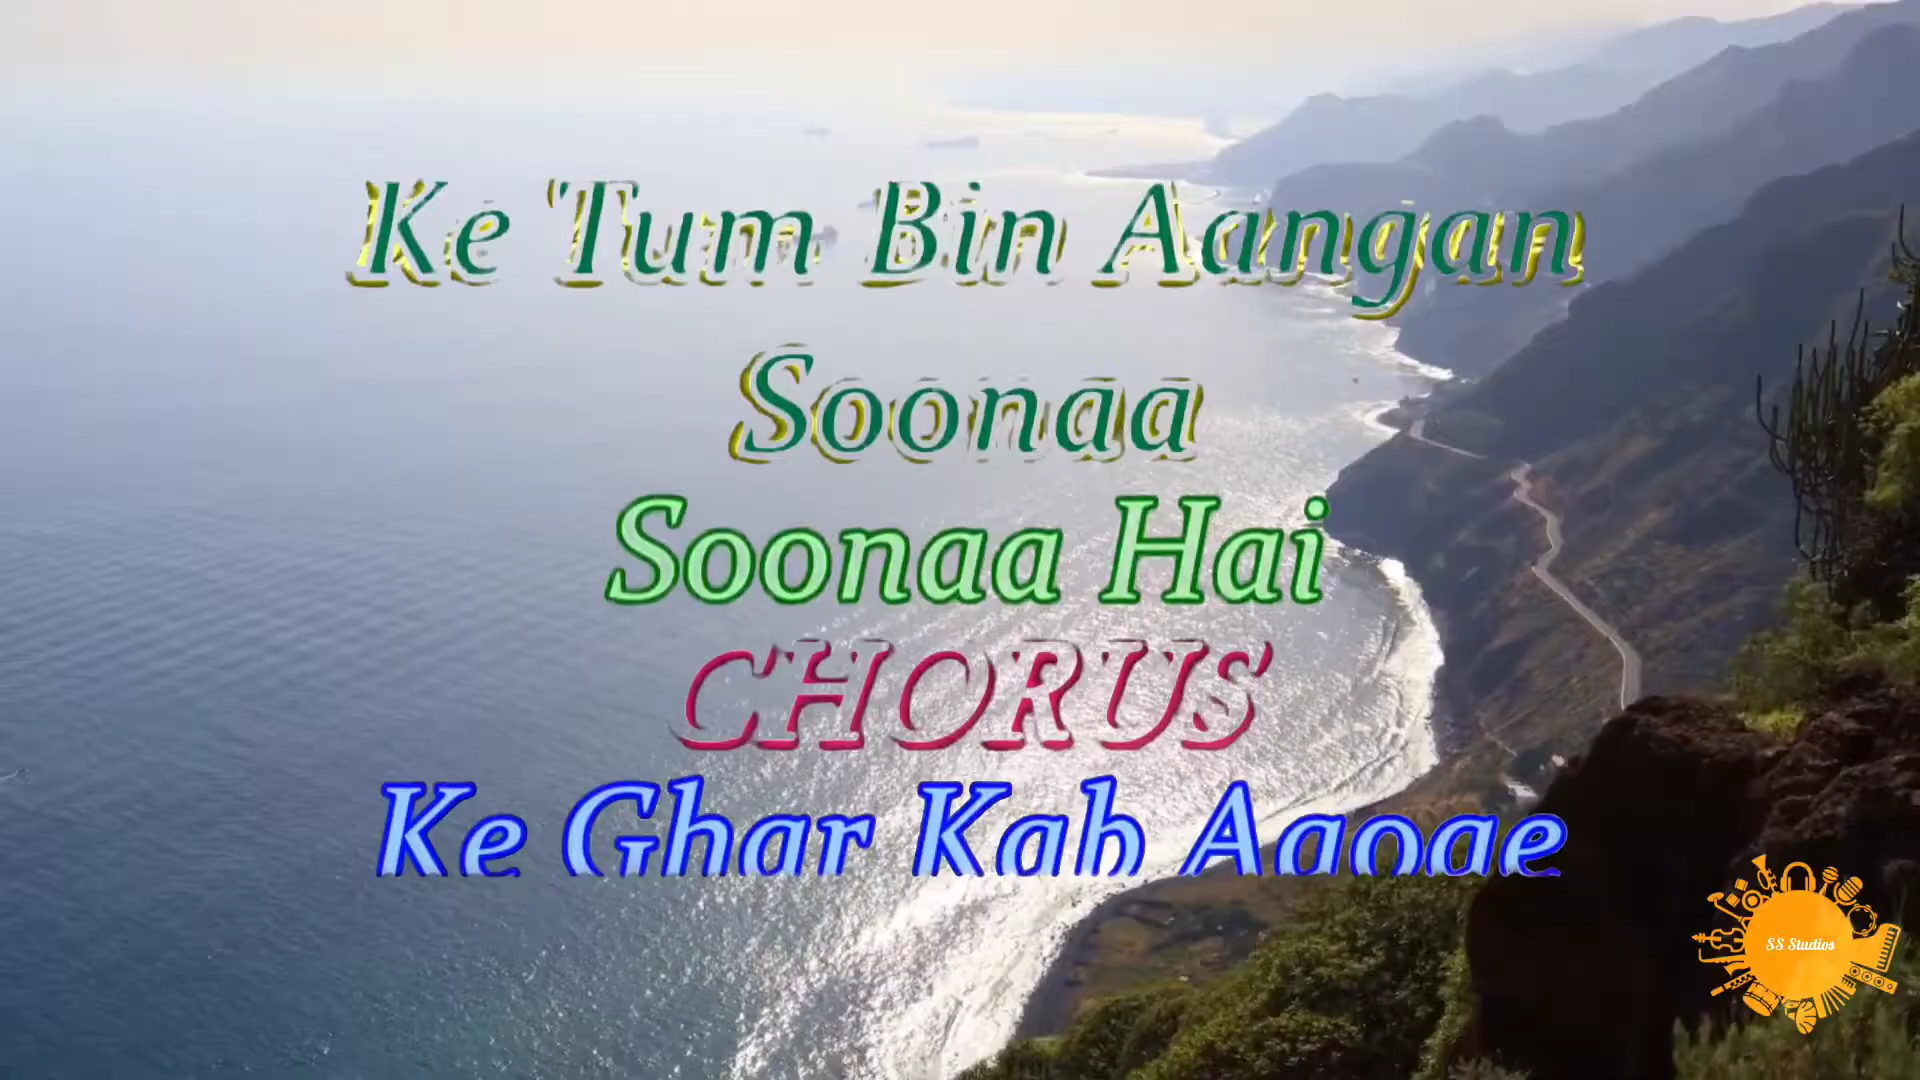 Ke Tum Bin Aangan
Soonaa
Soonaa Hai
CHORUS
Ke Ghar Kab Aaoge
SS Studios